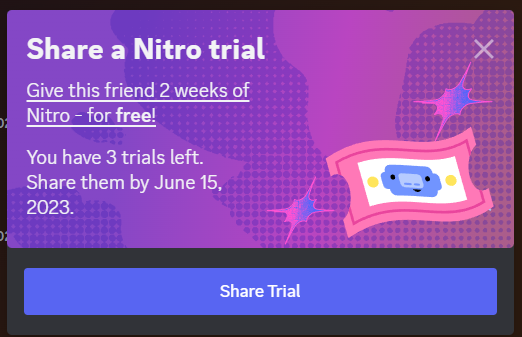 Share a Nitro trial
Give this friend 2 weeks of
Nitro - for free!
You have 3 trials left.
Share them by June 15,
2023.
Share Trial